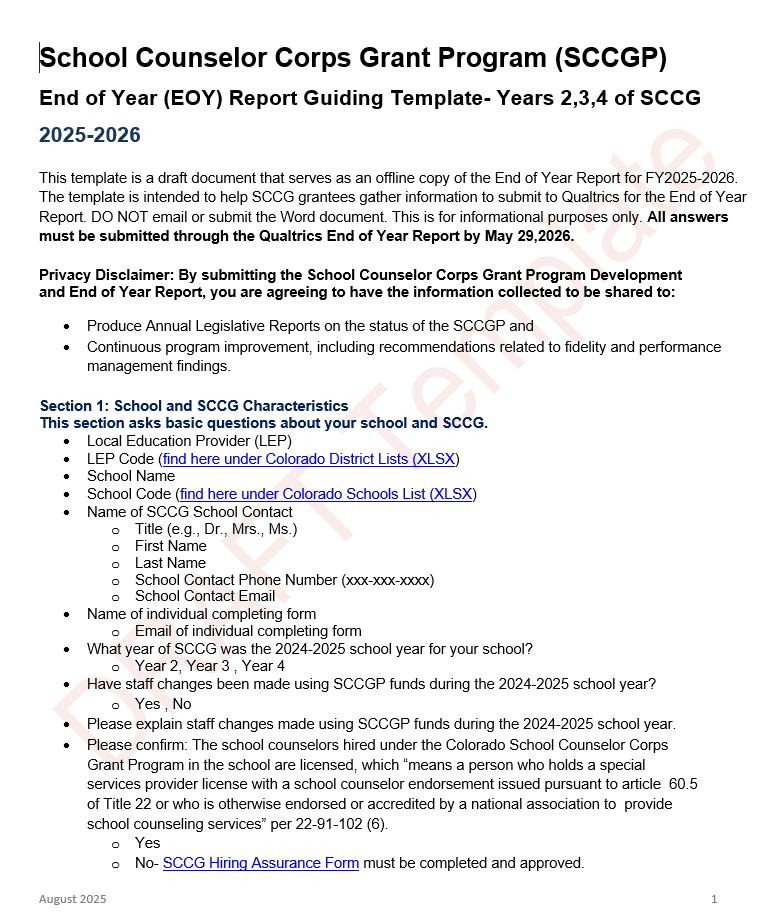 School Counselor Corps Grant Program (SCCGP)
End of Year (EOY) Report Guiding Template- Years 2,3,4 of SCCG
2025-2026
This template is a draft document that serves as an offline copy of the End of Year Report for FY2025-2026.
The template is intended to help SCCG grantees gather information to submit to Qualtrics for the End of Year
Report. DO NOT email or submit the Word document. This is for informational purposes only. All answers
must be submitted through the Qualtrics End of Year Report by May 29,2026.
Privacy Disclaimer: By submitting the School Counselor Corps Grant Program Development
and End of Year Report, you are agreeing to have the information collected to be shared to:
• Produce Annual Legislative Reports on the status of the SCCGP and
• Continuous program improvement, including recommendations related to fidelity and performance
management findings.
Section 1: School and SCCG Characteristics
This section asks basic questions about your school and SCCG.
• Local Education Provider (LEP)
• LEP Code (find here under Colorado District Lists (XLSX)
• School Name
• School Code (find here under Colorado Schools List (XLSX)
• Name of SCCG School Contact
o Title (e.g., Dr., Mrs., Ms.)
o First Name
o Last Name
o School Contact Phone Number (xxx-xxx-xxxx)
o School Contact Email
• Name of individual completing form
o Email of individual completing form
• What year of SCCG was the 2024-2025 school year for your school?
o Year 2, Year 3 , Year 4
• Have staff changes been made using SCCGP funds during the 2024-2025 school year?
o Yes , No
• Please explain staff changes made using SCCGP funds during the 2024-2025 school year.
• Please confirm: The school counselors hired under the Colorado School Counselor Corps
Grant Program in the school are licensed, which “means a person who holds a special
services provider license with a school counselor endorsement issued pursuant to article 60.5
of Title 22 or who is otherwise endorsed or accredited by a national association to provide
school counseling services” per 22-91-102 (6).
o Yes
o No- SCCG Hiring Assurance Form must be completed and approved.
August 2025 1
DRAFT Template